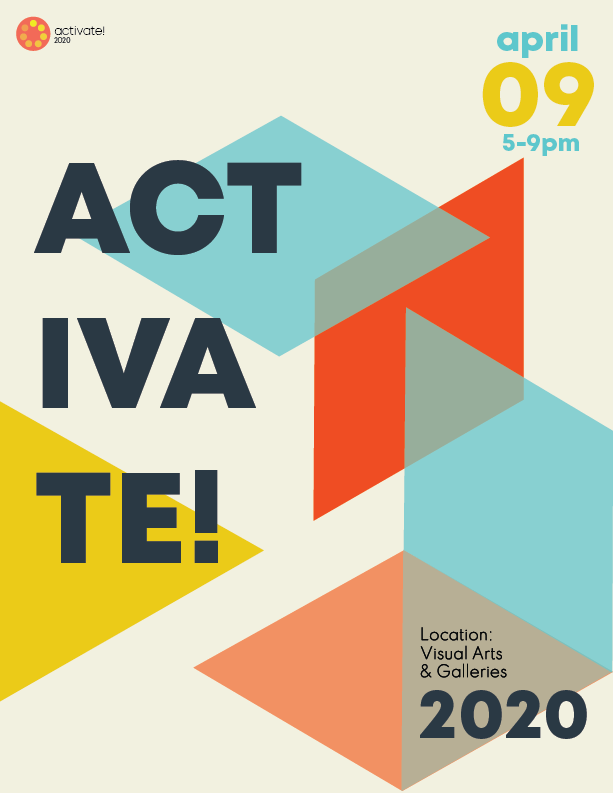 activate!
2020
april
09
5-9pm
ACT
IVA
TE!
Location:
Visual Arts
& Galleries
2020